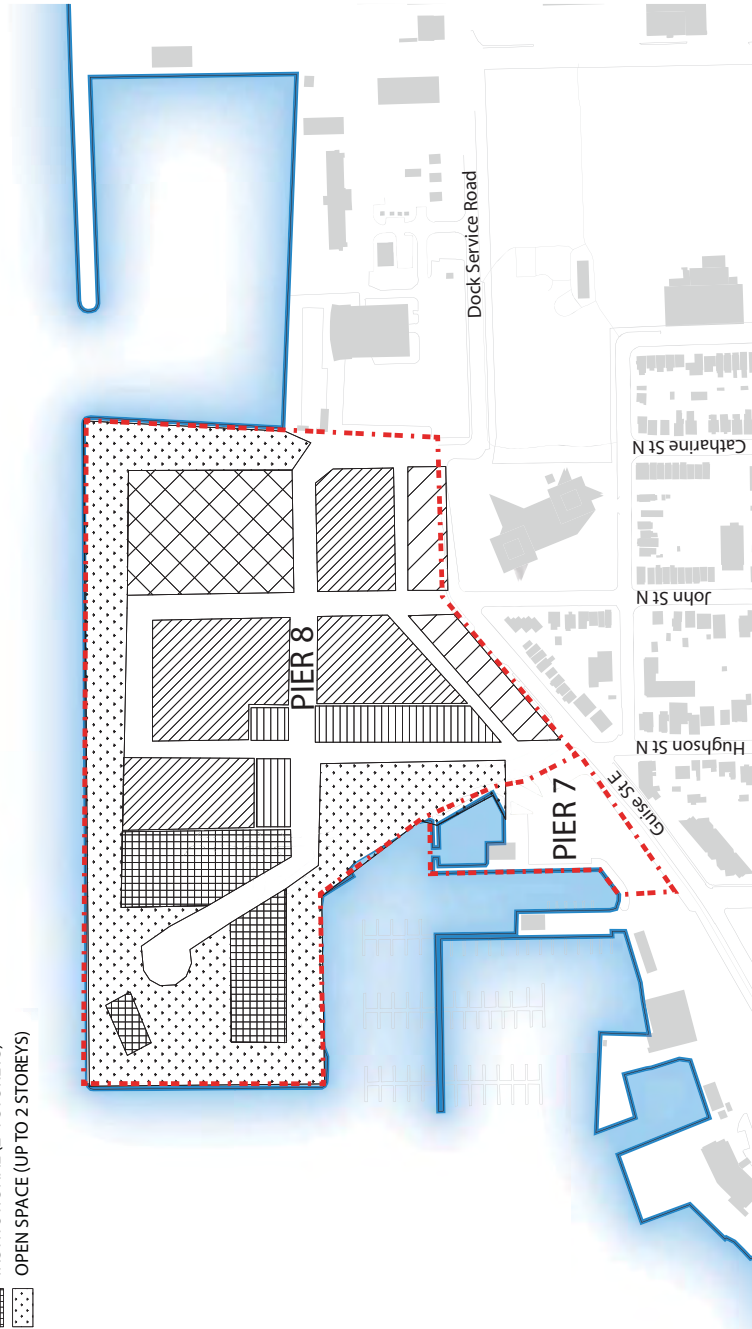 OPEN SPACE (UP TO 2 STOREYS)
PIER 8
PIER 7
Dock Service Road
Catharine St N
John St N
Hughson St N
Guise St E